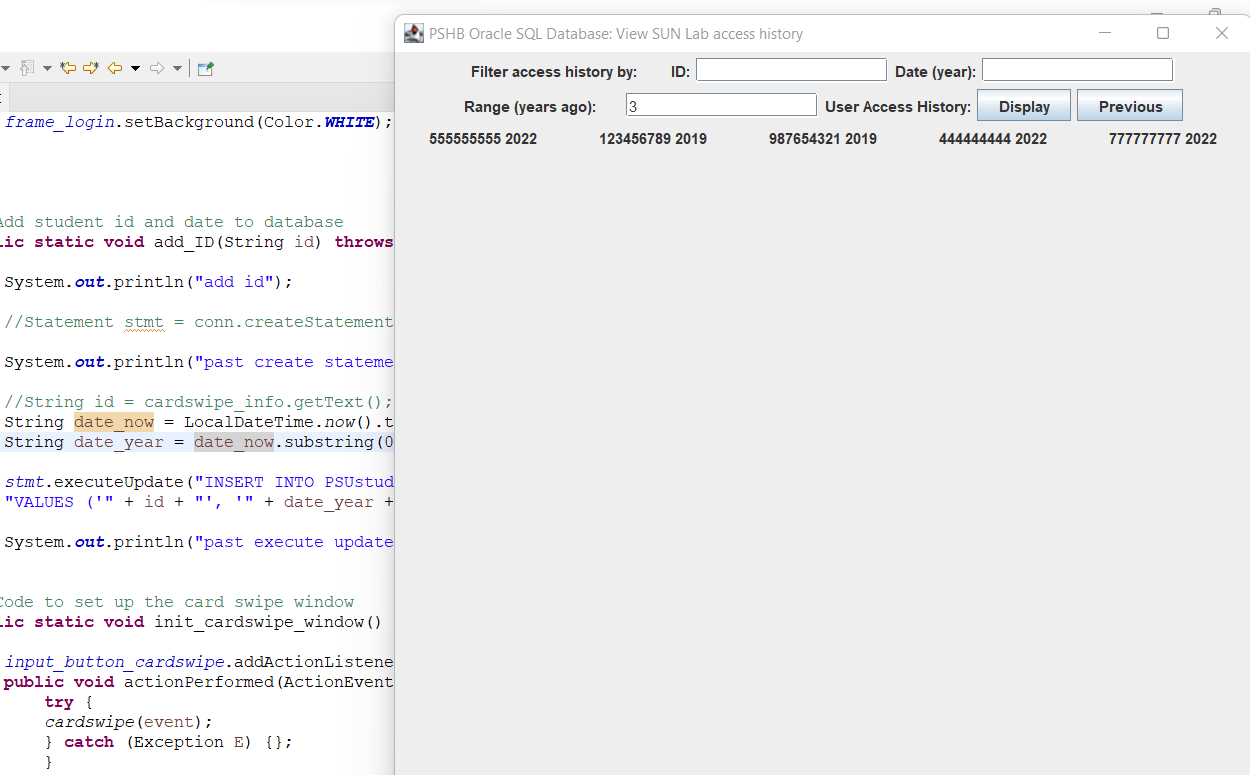 PSHB Oracle SQL Database: View SUN Lab access history
Filter access history by: ID: Date (year):
Range (years ago): 3 User Access History: Display Previous
555555555 2022 123456789 2019 987654321 2019 444444444 2022 777777777 2022
frame_login.setBackground(Color.WHITE);
Add student id and date to database
lic static void add_ID(String id) throws
System.out.println("add id");
//Statement stmt = conn.createStatement
System.out.println("past create stateme
//String id = cardswipe_info.getText();
String date_now = LocalDateTime.now().t
String date_year = date_now.substring(0
stmt.executeUpdate("INSERT INTO PSUstud
"VALUES ('" + id + "', '" + date_year +
System.out.println("past execute update
Code to set up the card swipe window
lic static void init_cardswipe_window()
input_button_cardswipe.addActionListene
public void actionPerformed(ActionEvent
try {
cardswipe(event);
} catch (Exception E) {};
}